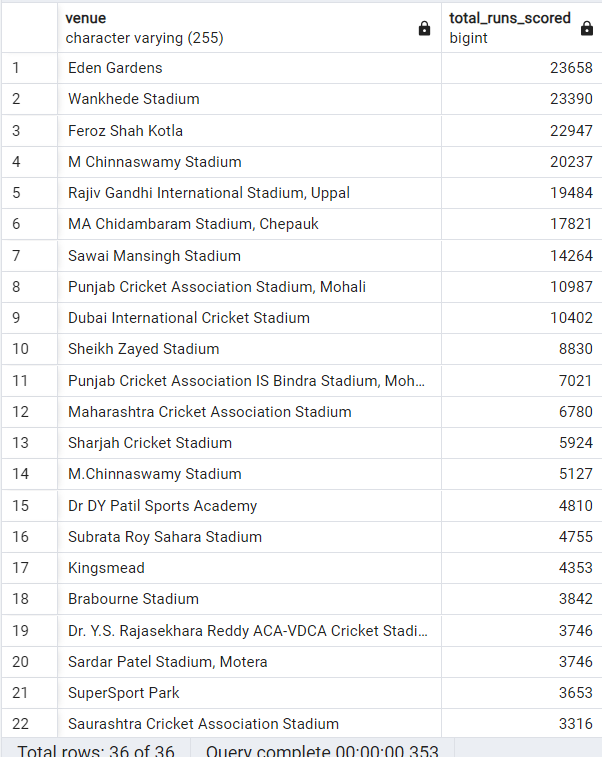 venue total_runs_scored
character varying (255) bigint
1 Eden Gardens 23658
2 Wankhede Stadium 23390
3 Feroz Shah Kotla 22947
4 M Chinnaswamy Stadium 20237
5 Rajiv Gandhi International Stadium, Uppal 19484
6 MA Chidambaram Stadium, Chepauk 17821
7 Sawai Mansingh Stadium 14264
8 Punjab Cricket Association Stadium, Mohali 10987
9 Dubai International Cricket Stadium 10402
10 Sheikh Zayed Stadium 8830
11 Punjab Cricket Association IS Bindra Stadium, Moh... 7021
12 Maharashtra Cricket Association Stadium 6780
13 Sharjah Cricket Stadium 5924
14 M.Chinnaswamy Stadium 5127
15 Dr DY Patil Sports Academy 4810
16 Subrata Roy Sahara Stadium 4755
17 Kingsmead 4353
18 Brabourne Stadium 3842
19 Dr. Y.S. Rajasekhara Reddy ACA-VDCA Cricket Stadi... 3746
20 Sardar Patel Stadium, Motera 3746
21 SuperSport Park 3653
22 Saurashtra Cricket Association Stadium 3316
Total rows: 36 of 36 Query complete 00:00:00.353